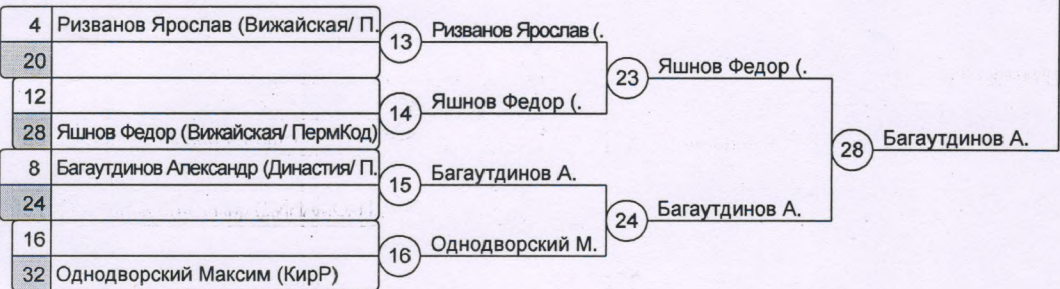 4 Ризванов Ярослав (Вижайская/ П.
13 Ризванов Ярослав (.
20
23 Яшнов Федор (.
12
14 Яшнов Федор (.
28 Яшнов Федор (Вижайская/ ПермКод)
28 Багаутдинов А.
8 Багаутдинов Александр (Династия/ П.
15 Багаутдинов А.
24
24 Багаутдинов А.
16
16 Однодворский М.
32 Однодворский Максим (КирР)